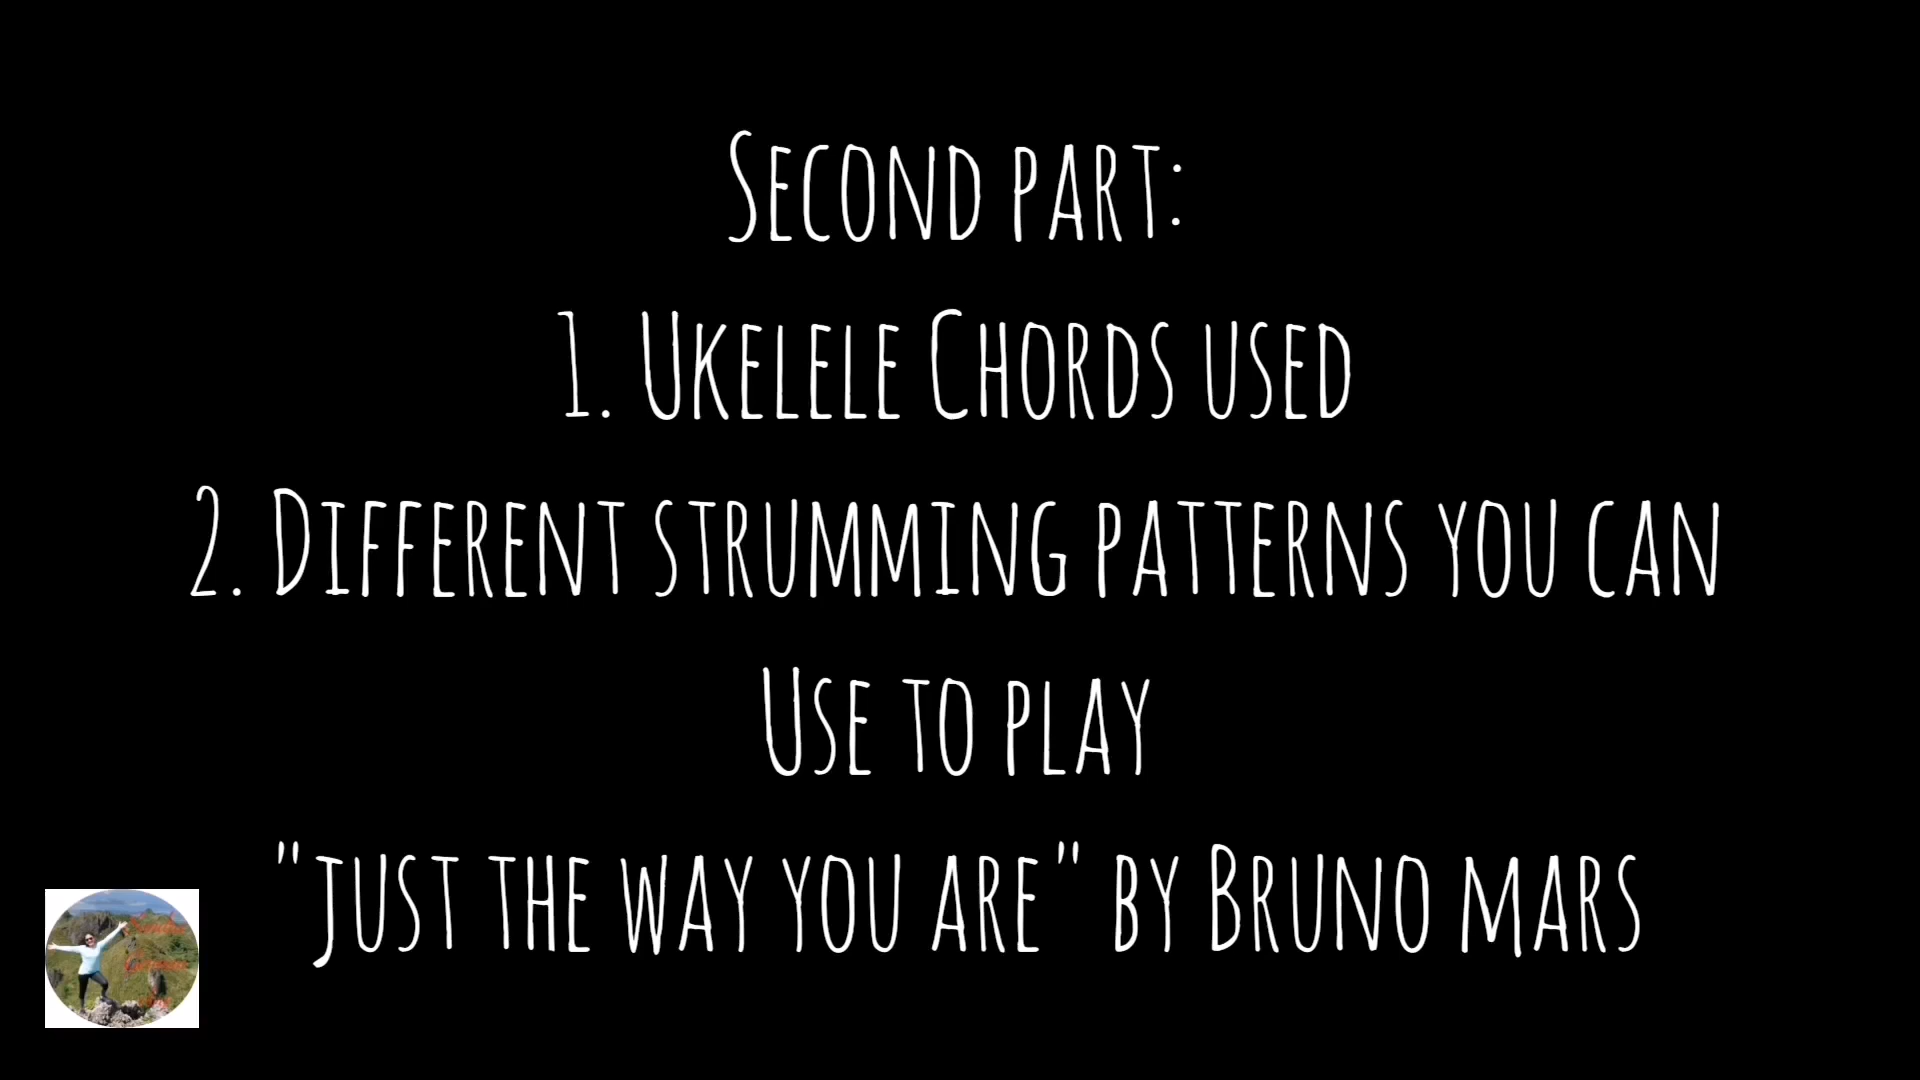 Second part:
1. Ukelele Chords used
2. Different strumming patterns you can
Use to play
"just the way you are" by Bruno mars